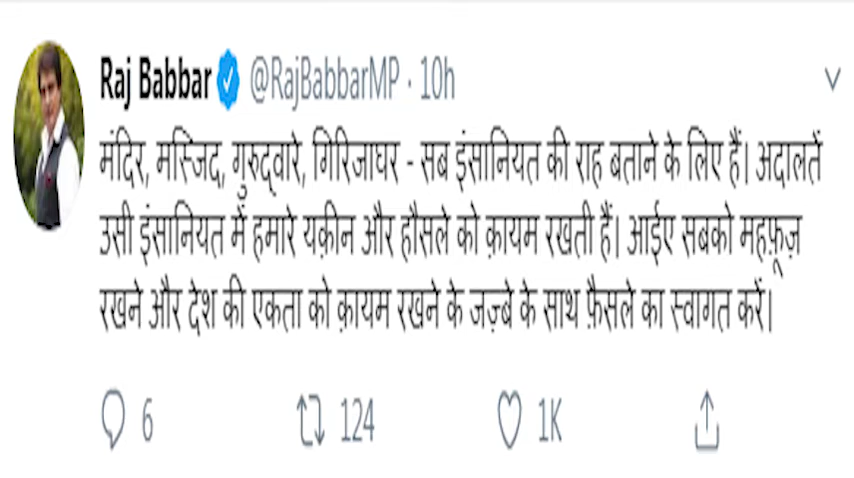 Raj Babbar @RajBabbarMP · 10h
मंदिर, मस्जिद, गुरुद्वारे, गिरिजाघर - सब इंसानियत की राह बताने के लिए हैं। अदालतें
उसी इंसानियत में हमारे यक़ीन और हौसले को क़ायम रखती हैं। आईए सबको महफ़ूज़
रखने और देश की एकता को क़ायम रखने के जज़्बे के साथ फ़ैसले का स्वागत करें।
6 124 1K